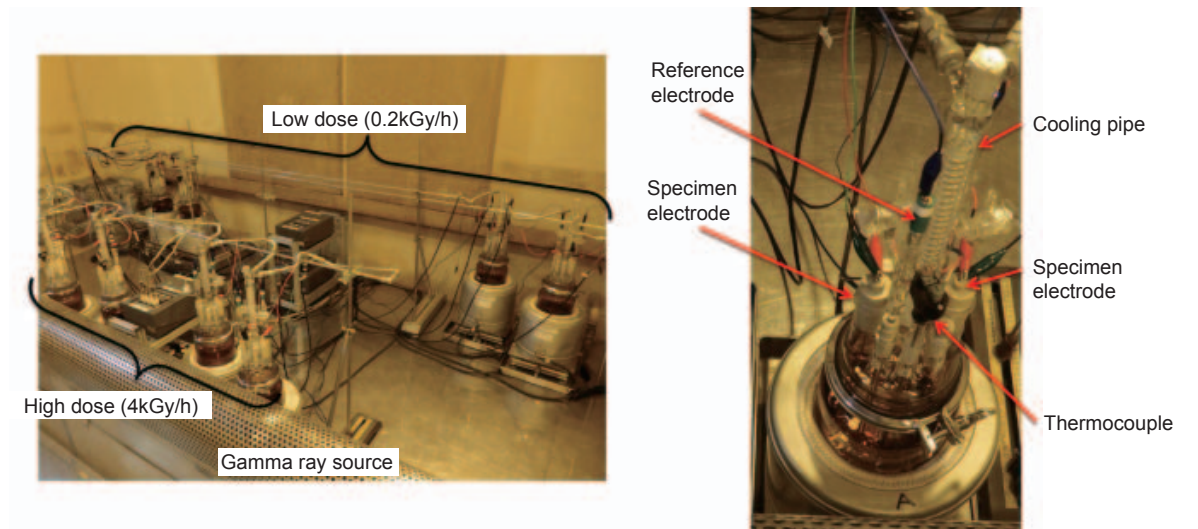 Low dose (0.2kGy/h)
High dose (4kGy/h)
Gamma ray source
Reference
electrode
Specimen
electrode
Cooling pipe
Specimen
electrode
Thermocouple
A